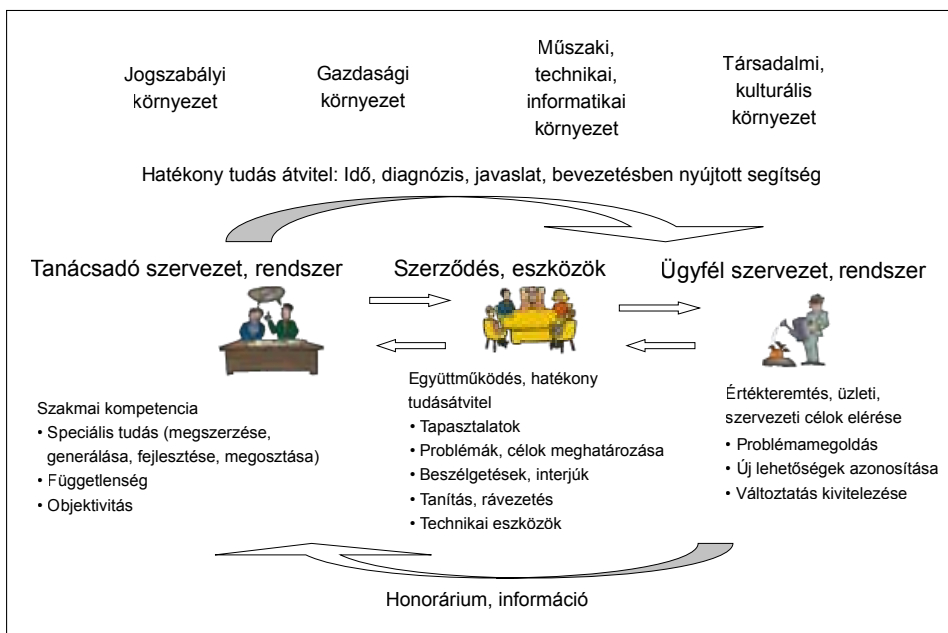 Jogszabályi
környezet
Gazdasági
környezet
Műszaki,
technikai,
informatikai
környezet
Társadalmi,
kulturális
környezet
Hatékony tudás átvitel: Idő, diagnózis, javaslat, bevezetésben nyújtott segítség
Tanácsadó szervezet, rendszer
Szerződés, eszközök
Ügyfél szervezet, rendszer
Szakmai kompetencia
• Speciális tudás (megszerzése,
generálása, fejlesztése, megosztása)
• Függetlenség
• Objektivitás
Együttműködés, hatékony
tudásátvitel
• Tapasztalatok
• Problémák, célok meghatározása
• Beszélgetések, interjúk
• Tanítás, rávezetés
• Technikai eszközök
Értékteremtés, üzleti,
szervezeti célok elérése
• Problémamegoldás
• Új lehetőségek azonosítása
• Változtatás kivitelezése
Honorárium, információ